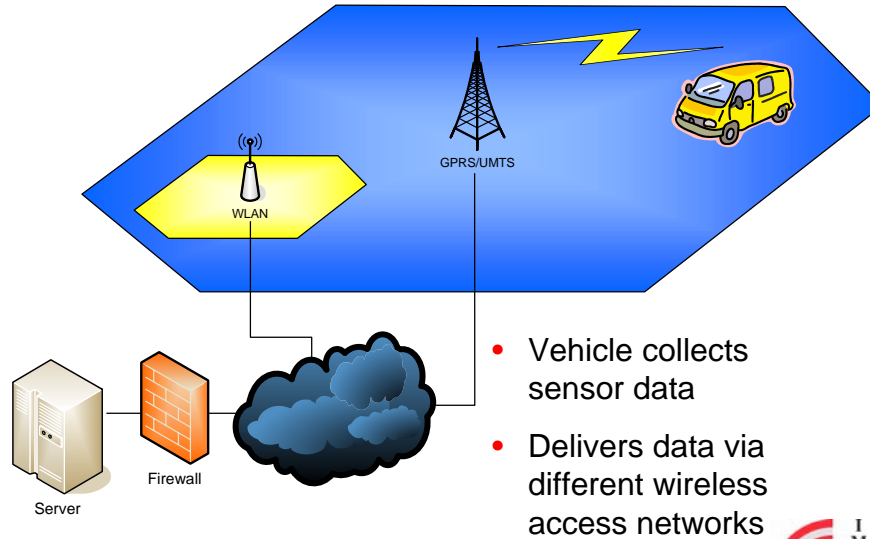 GPRS/UMTS
WLAN
Server
Firewall
• Vehicle collects
sensor data
• Delivers data via
different wireless
access networks
I